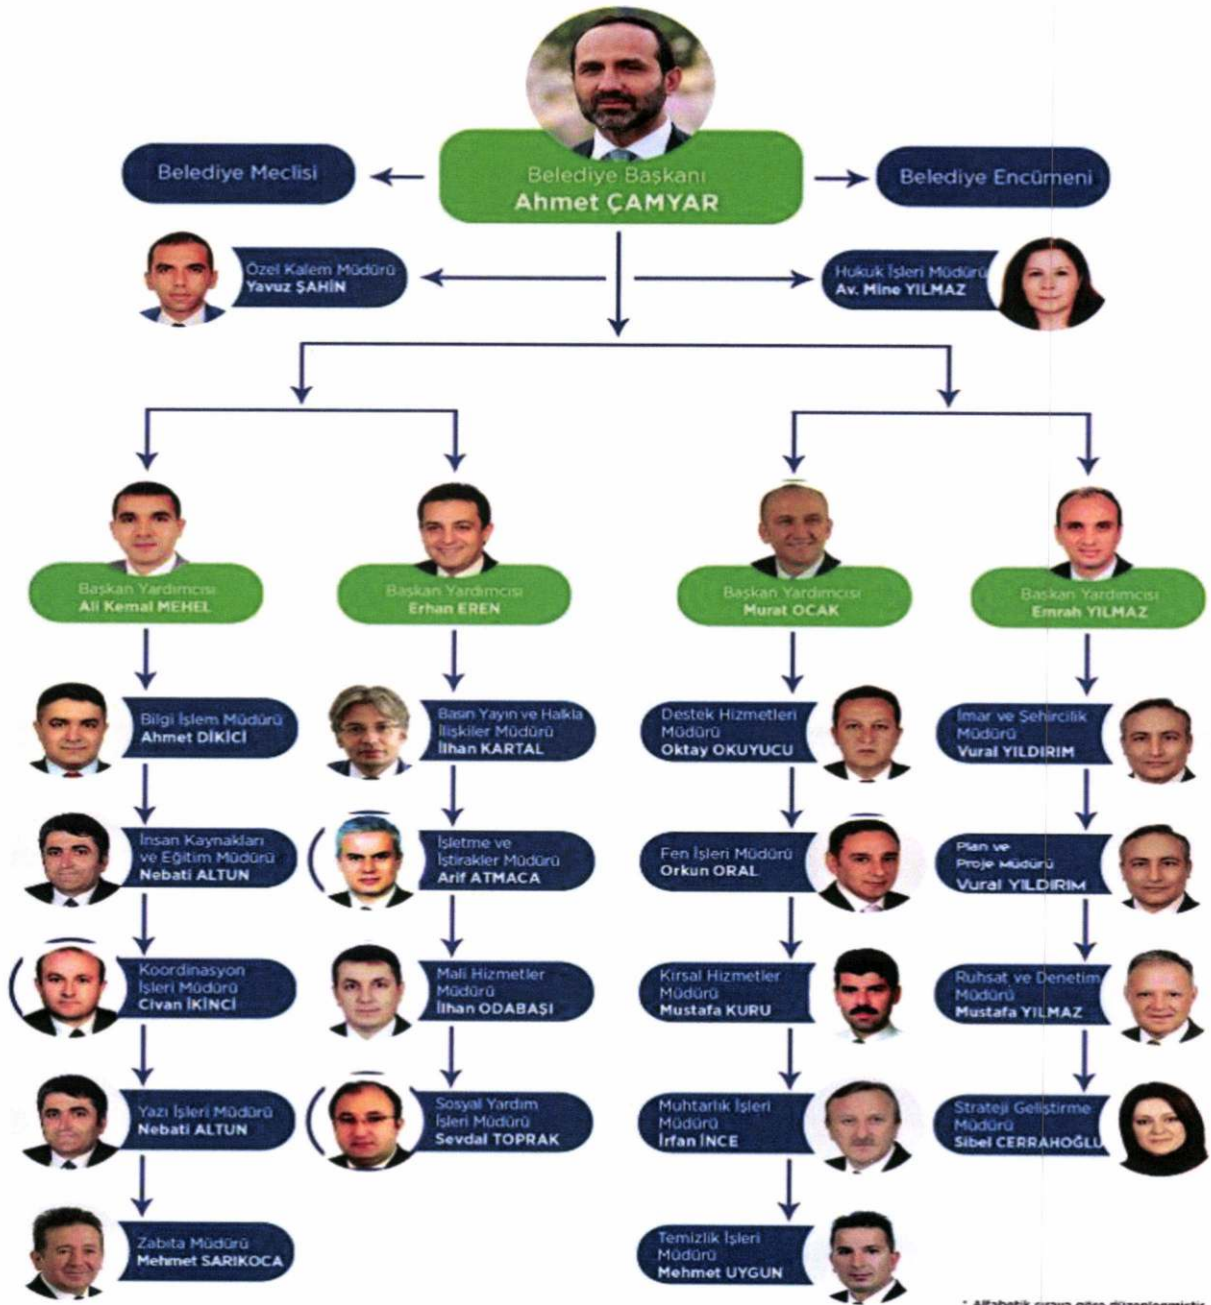 Belediye Meclisi
Belediye Başkanı
Ahmet ÇAMYAR
Belediye Encümeni
Özel Kalem Müdürü
Yavuz ŞAHİN
Hukuk İşleri Müdürü
Av. Mine YILMAZ
Başkan Yardımcısı
Ali Kemal MEHEL
Başkan Yardımcısı
Erhan EREN
Başkan Yardımcısı
Murat OCAK
Başkan Yardımcısı
Emrah YILMAZ
Bilgi İşlem Müdürü
Ahmet DİKİCİ
Basın Yayın ve Halkla
İlişkiler Müdürü
İlhan KARTAL
Destek Hizmetleri
Müdürü
Oktay OKUYUCU
İmar ve Şehircilik
Müdürü
Vural YILDIRIM
İnsan Kaynakları
ve Eğitim Müdürü
Nebati ALTUN
İşletme ve
İştirakler Müdürü
Arif ATMACA
Fen İşleri Müdürü
Orkun ORAL
Plan ve
Proje Müdürü
Vural YILDIRIM
Koordinasyon
İşleri Müdürü
Civan İKİNCİ
Mali Hizmetler
Müdürü
İlhan ODABAŞI
Kırsal Hizmetler
Müdürü
Mustafa KURU
Ruhsat ve Denetim
Müdürü
Mustafa YILMAZ
Yazı İşleri Müdürü
Nebati ALTUN
Sosyal Yardım
İşleri Müdürü
Sevdal TOPRAK
Muhtarlık İşleri
Müdürü
İrfan İNCE
Strateji Geliştirme
Müdürü
Sibel CERRAHOĞLU
Zabıta Müdürü
Mehmet SARIKOCA
Temizlik İşleri
Müdürü
Mehmet UYGUN
* Alfabetik sıraya göre düzenlenmiştir